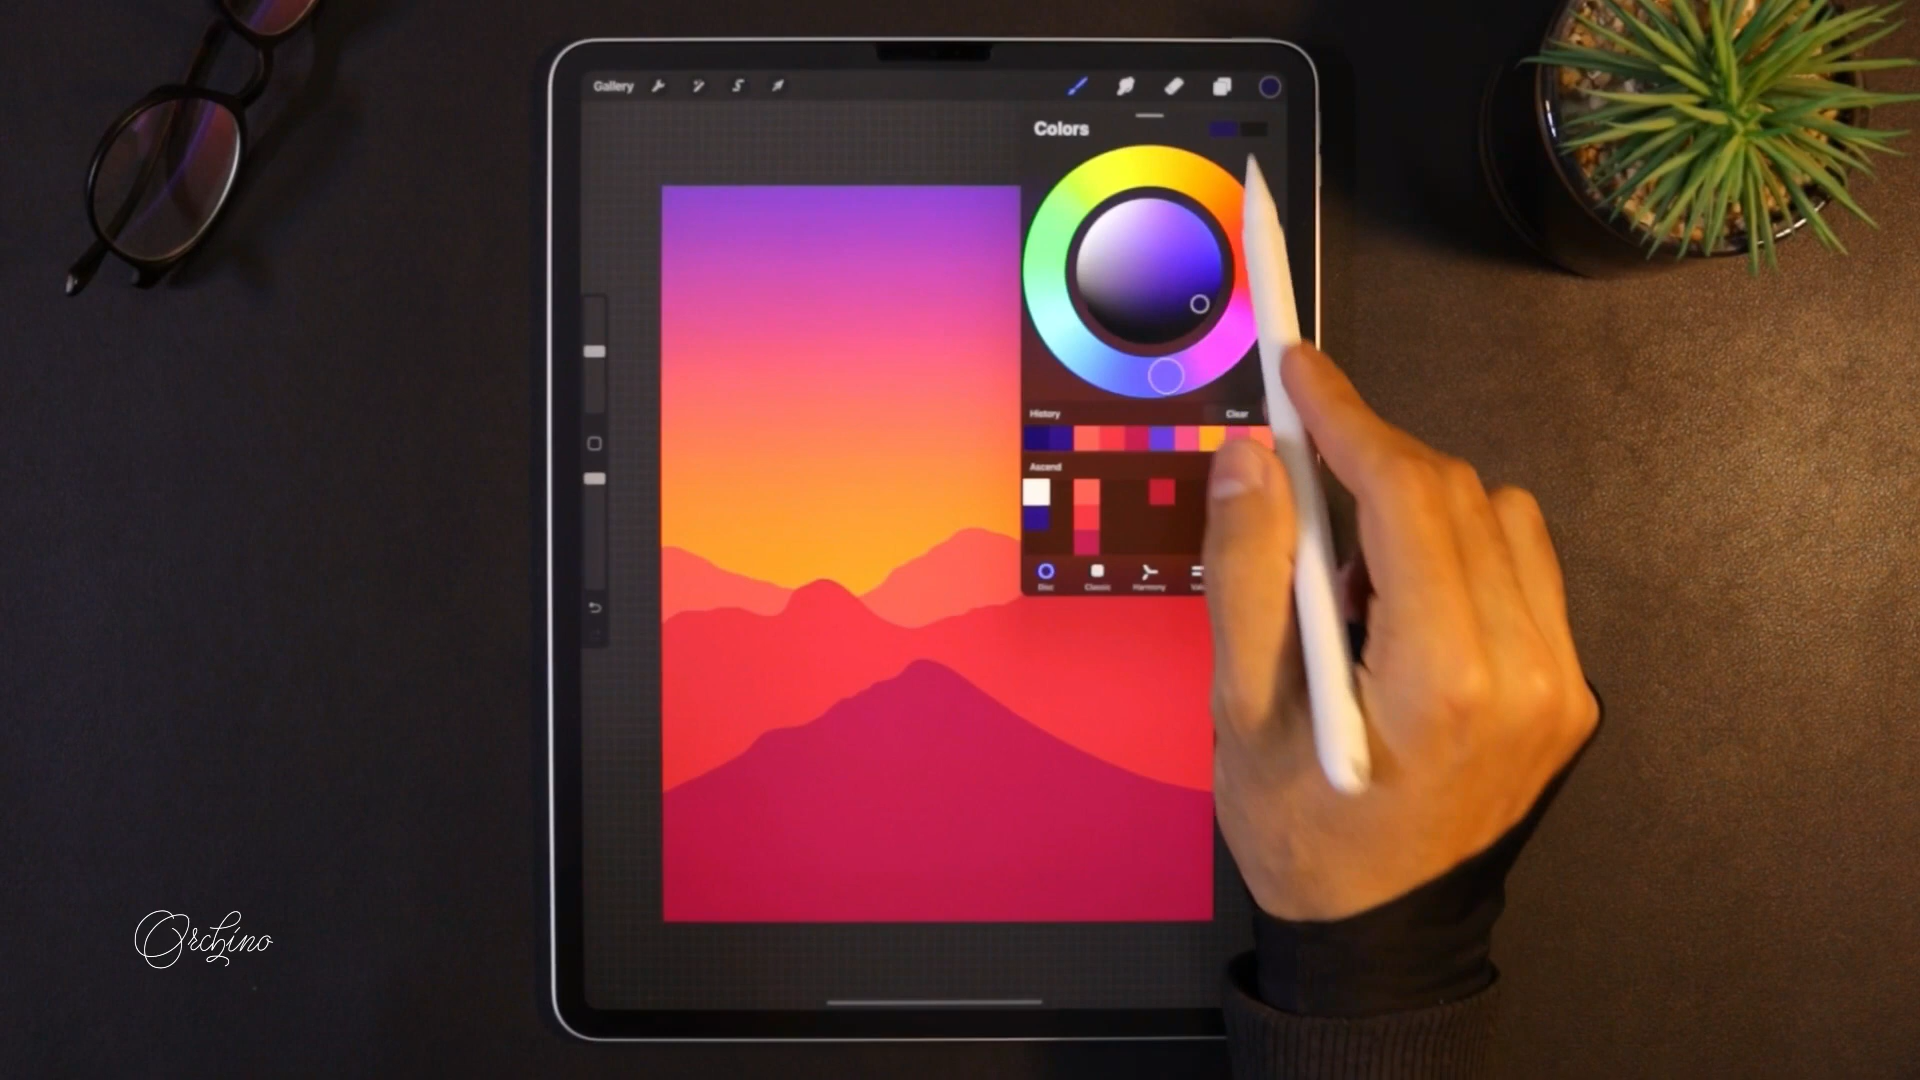 Gallery
Colors
History Clear
Ascend
Disc Classic Harmony
Orchino